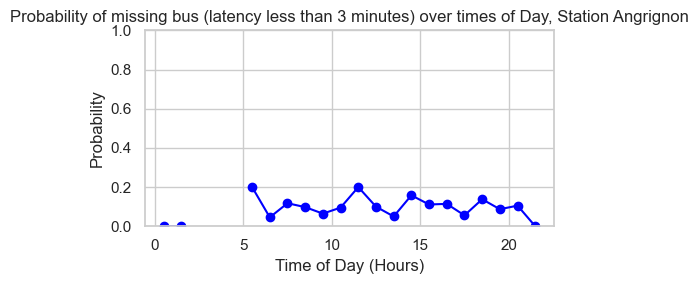 Probability of missing bus (latency less than 3 minutes) over times of Day, Station Angrignon
1.0
0.8
0.6
0.4
0.2
0.0
Probability
0 5 10 15 20
Time of Day (Hours)